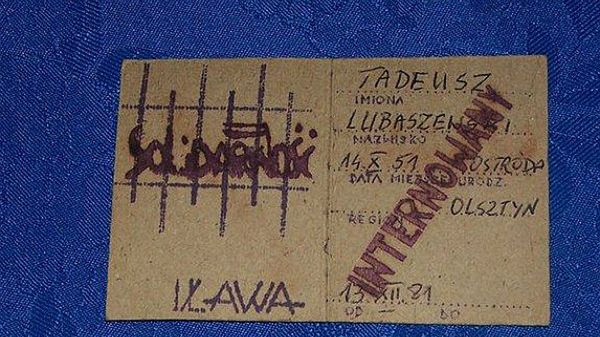 SOLIDARNOŚĆ
IŁAWA
TADEUSZ
IMIONA
LUBASZEWSKI
NAZWISKO
14.X 51 OSTRÓDA
DATA MIEJSCE URODZ.
OLSZTYN
REGION
INTERNOWANY
13.XII.81 —
OD DO